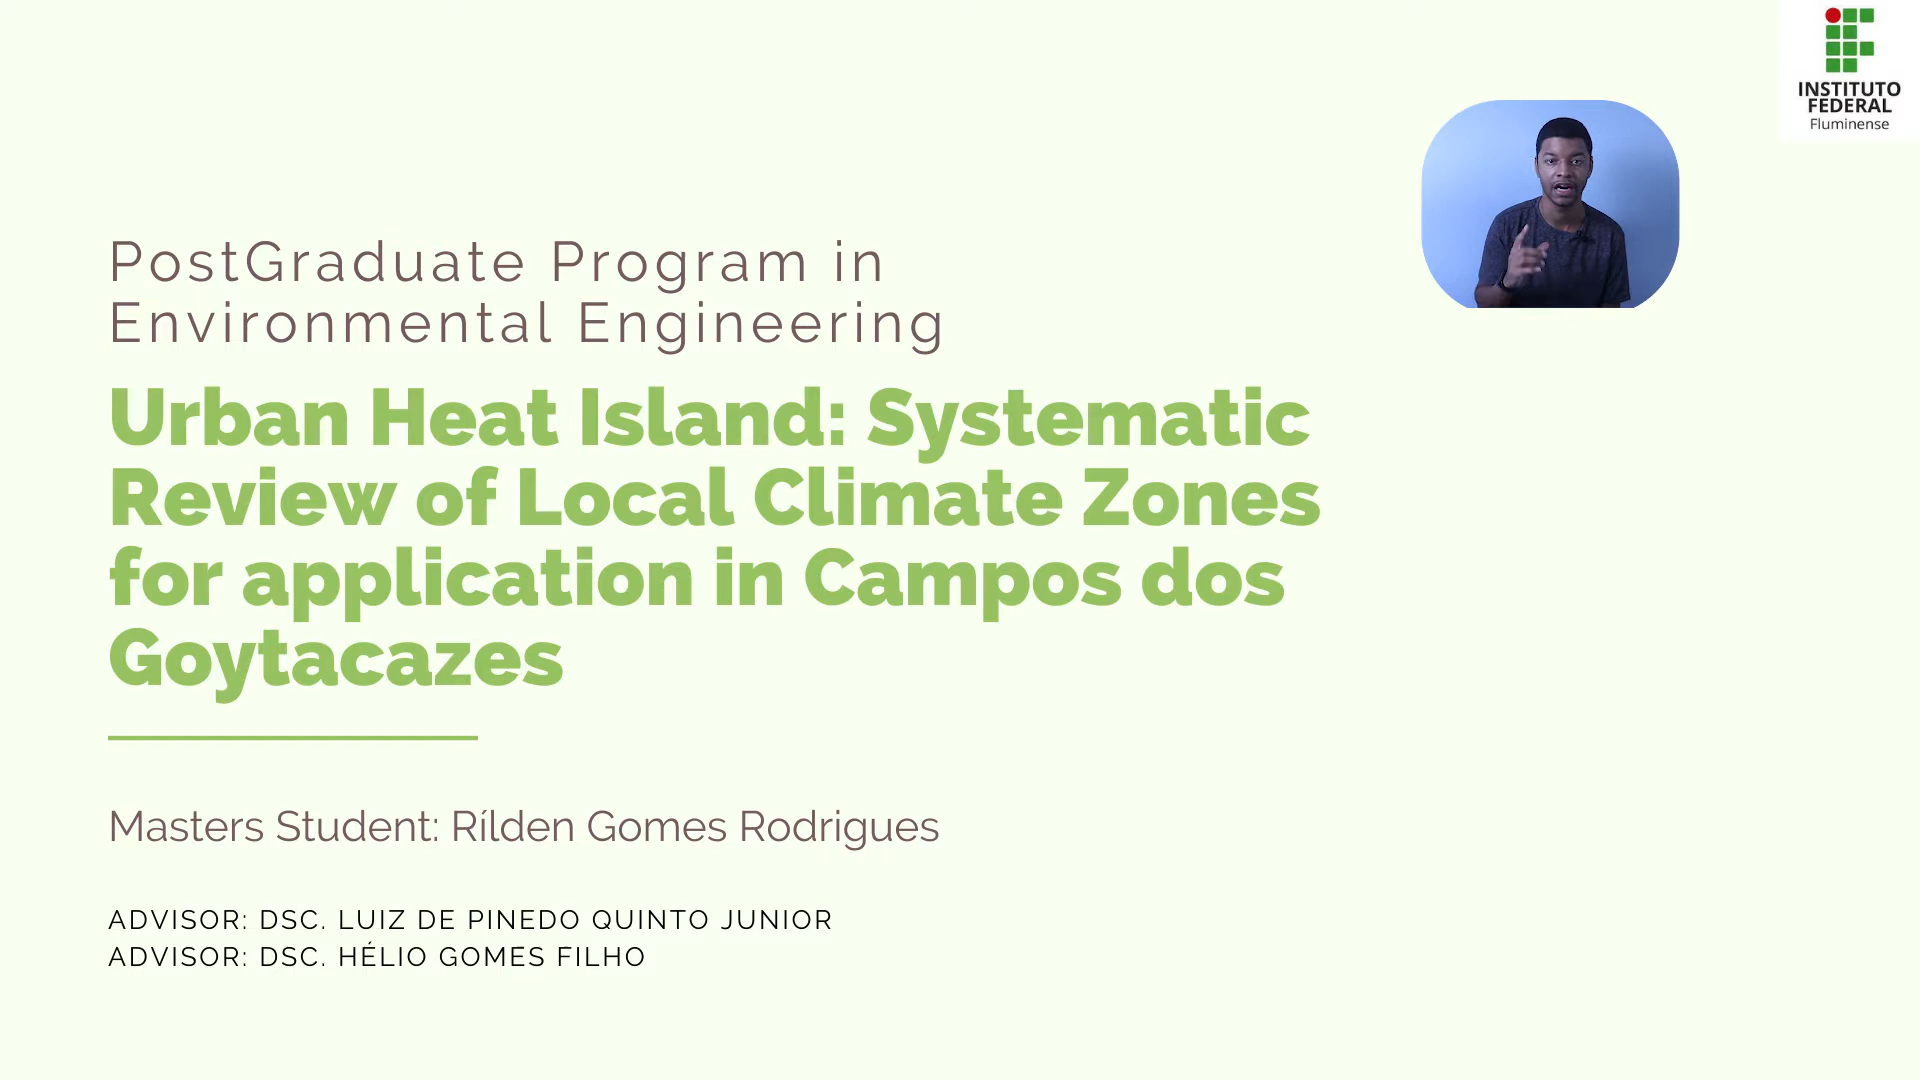 INSTITUTO
FEDERAL
Fluminense
PostGraduate Program in
Environmental Engineering
Urban Heat Island: Systematic
Review of Local Climate Zones
for application in Campos dos
Goytacazes
Masters Student: Rílden Gomes Rodrigues
ADVISOR: DSC. LUIZ DE PINEDO QUINTO JUNIOR
ADVISOR: DSC. HÉLIO GOMES FILHO